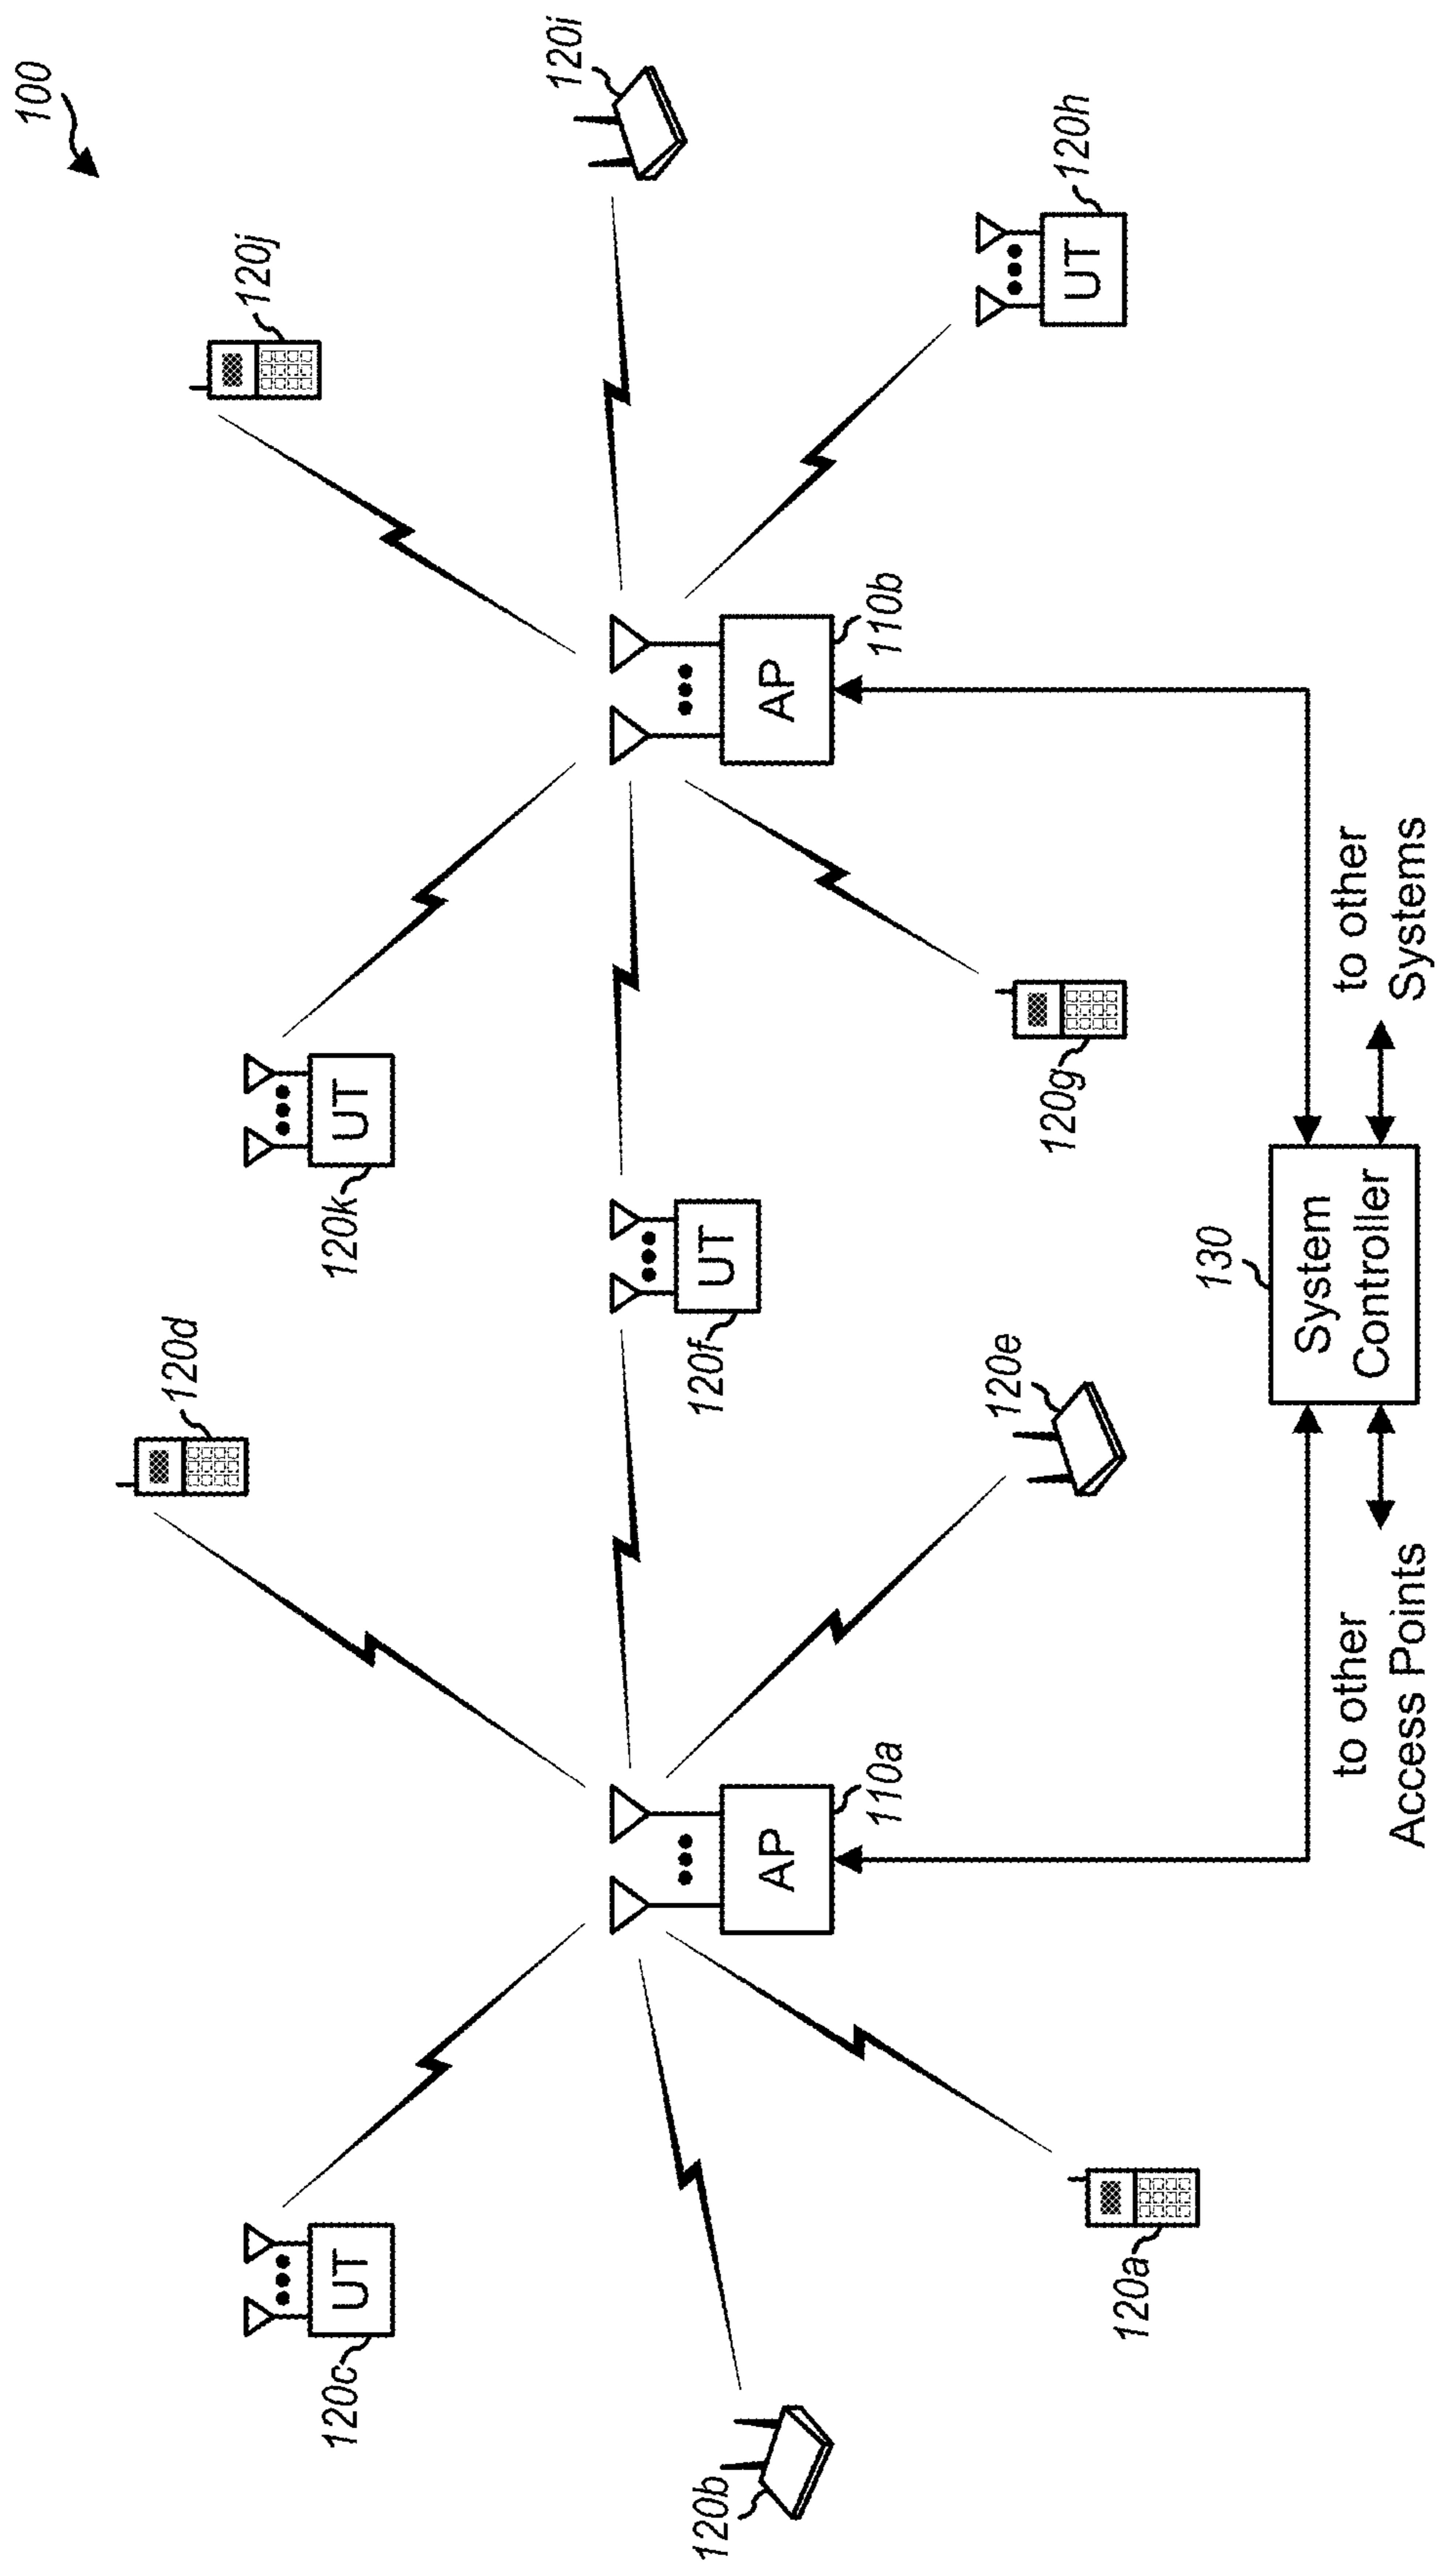 100
120d
120j
120c
UT
120k
UT
120i
120b
120f
UT
AP
110a
AP
110b
120e
120g
UT
120h
120a
130
System
Controller
to other
Access Points
to other
Systems